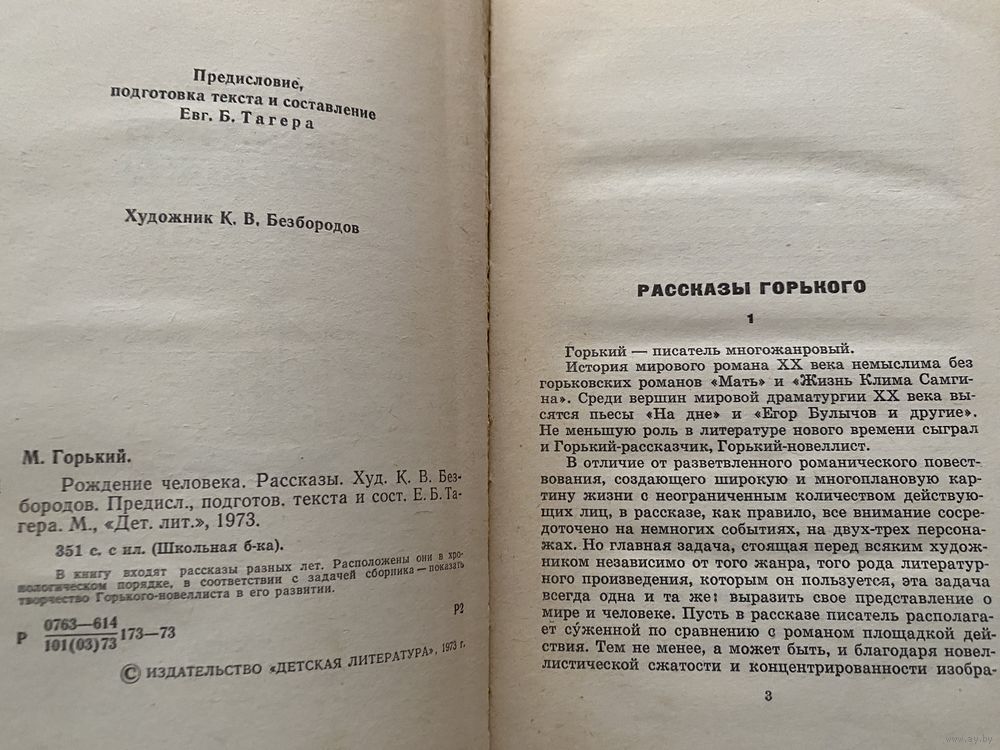 Предисловие,
подготовка текста и составление
Евг. Б. Тагера
Художник К. В. Безбородов
М. Горький.
Рождение человека. Рассказы. Худ. К. В. Без-
бородов. Предисл., подготов. текста и сост. Е. Б. Та-
гера. М., «Дет. лит.», 1973.
351 с. с ил. (Школьная б-ка).
В книгу входят рассказы разных лет. Расположены они в хро-
нологическом порядке, в соответствии с задачей сборника — показать
творчество Горького-новеллиста в его развитии.
Р 0763—614
101(03)73 173—73
Р2
© ИЗДАТЕЛЬСТВО «ДЕТСКАЯ ЛИТЕРАТУРА», 1973 г.
РАССКАЗЫ ГОРЬКОГО
1
Горький — писатель многожанровый.
История мирового романа XX века немыслима без
горьковских романов «Мать» и «Жизнь Клима Самги-
на». Среди вершин мировой драматургии XX века вы-
сятся пьесы «На дне» и «Егор Булычов и другие».
Не меньшую роль в литературе нового времени сыграл
и Горький-рассказчик, Горький-новеллист.
В отличие от разветвленного романического повест-
вования, создающего широкую и многоплановую кар-
тину жизни с неограниченным количеством действую-
щих лиц, в рассказе, как правило, все внимание сосре-
доточено на немногих событиях, на двух-трех персона-
жах. Но главная задача, стоящая перед всяким худож-
ником независимо от того жанра, того рода литератур-
ного произведения, которым он пользуется, эта задача
всегда одна и та же: выразить свое представление о
мире и человеке. Пусть в рассказе писатель располага-
ет су́женной по сравнению с романом площадкой дей-
ствия. Тем не менее, а может быть, и благодаря новел-
листической сжатости и концентрированности изобра-
3
www.ay.by